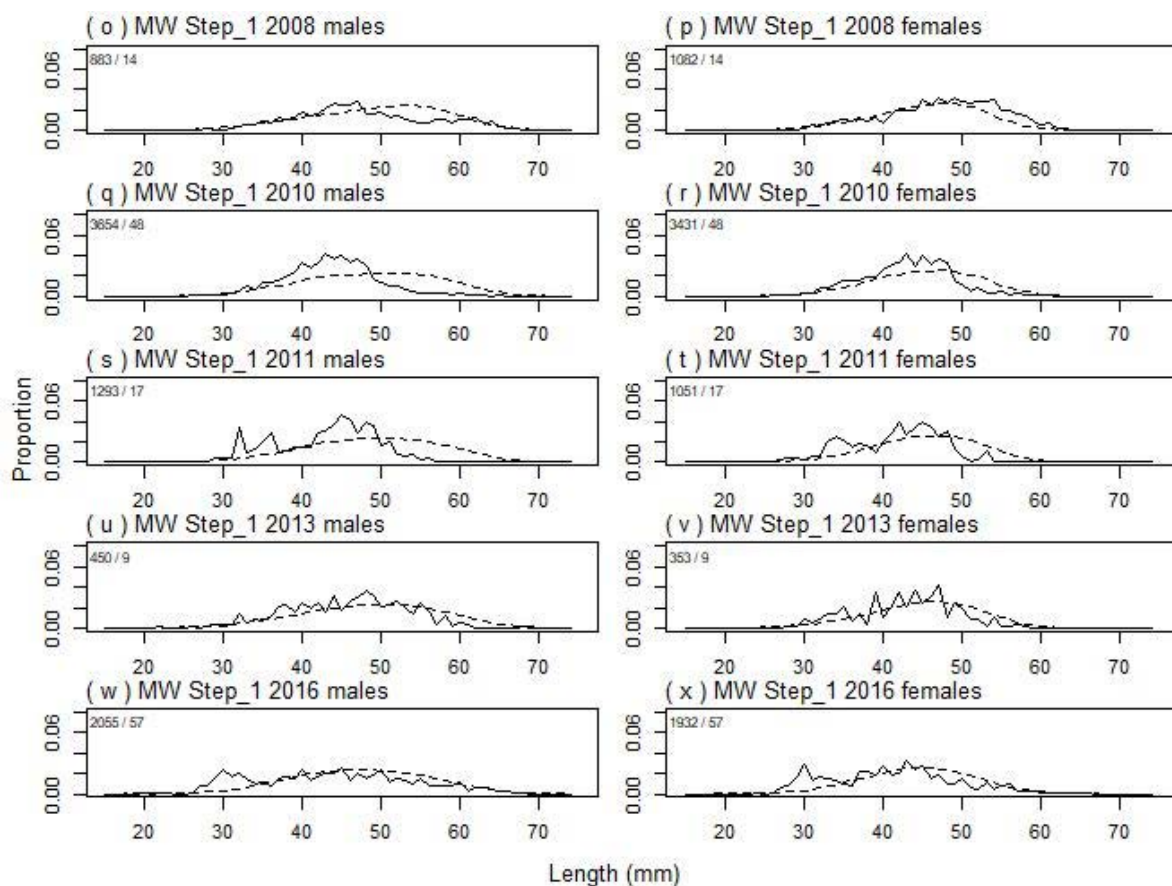 ( o ) MW Step_1 2008 males
883 / 14
0.00 0.06
20 30 40 50 60 70
( p ) MW Step_1 2008 females
1082 / 14
0.00 0.06
20 30 40 50 60 70
( q ) MW Step_1 2010 males
3654 / 48
0.00 0.06
20 30 40 50 60 70
( r ) MW Step_1 2010 females
3431 / 48
0.00 0.06
20 30 40 50 60 70
( s ) MW Step_1 2011 males
1293 / 17
0.00 0.06
20 30 40 50 60 70
( t ) MW Step_1 2011 females
1051 / 17
0.00 0.06
20 30 40 50 60 70
( u ) MW Step_1 2013 males
450 / 9
0.00 0.06
20 30 40 50 60 70
( v ) MW Step_1 2013 females
353 / 9
0.00 0.06
20 30 40 50 60 70
( w ) MW Step_1 2016 males
2055 / 57
0.00 0.06
20 30 40 50 60 70
( x ) MW Step_1 2016 females
1932 / 57
0.00 0.06
20 30 40 50 60 70
Proportion
Length (mm)